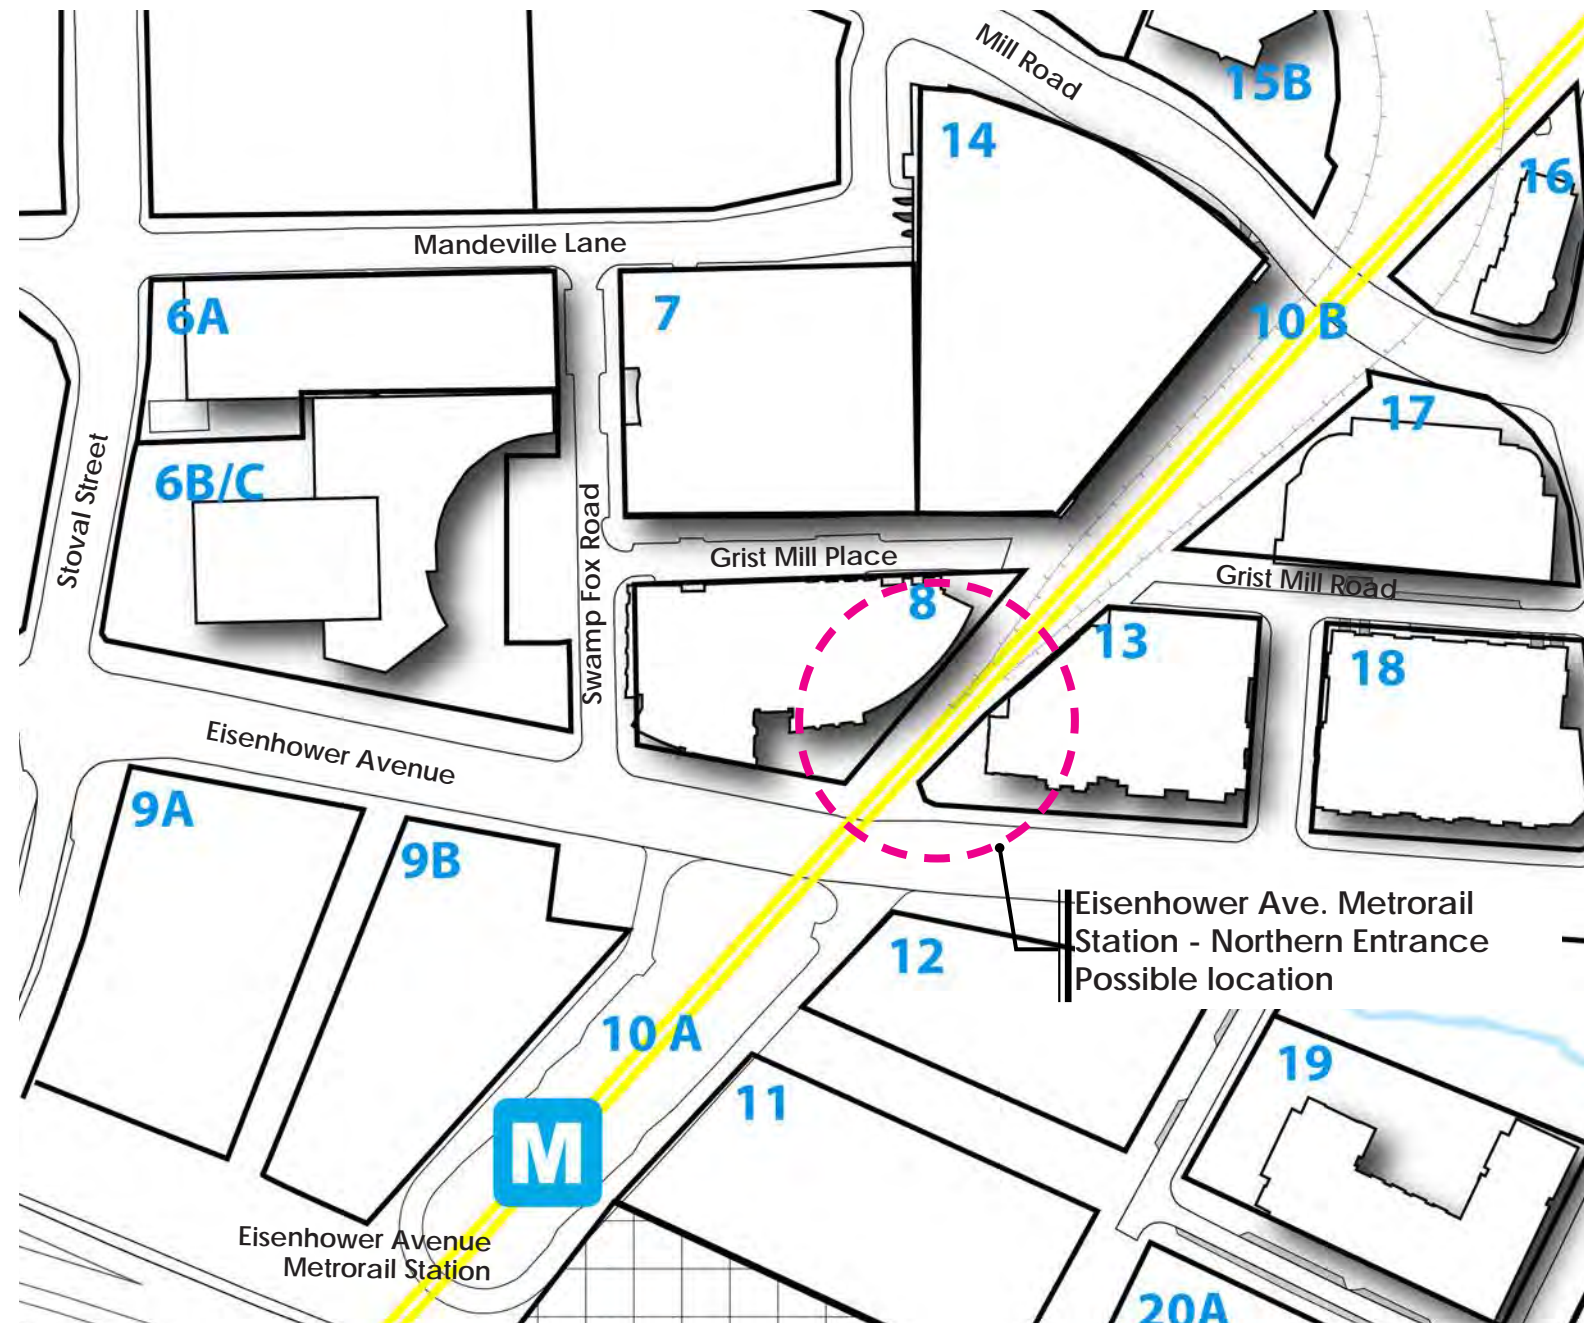 Mill Road
15B
14
16
Mandeville Lane
6A
7
10 B
17
Stoval Street
6B/C
Swamp Fox Road
Grist Mill Place
Grist Mill Road
8
13
18
Eisenhower Avenue
9A
9B
Eisenhower Ave. Metrorail
Station - Northern Entrance
Possible location
12
10 A
19
11
M
Eisenhower Avenue
Metrorail Station
20A